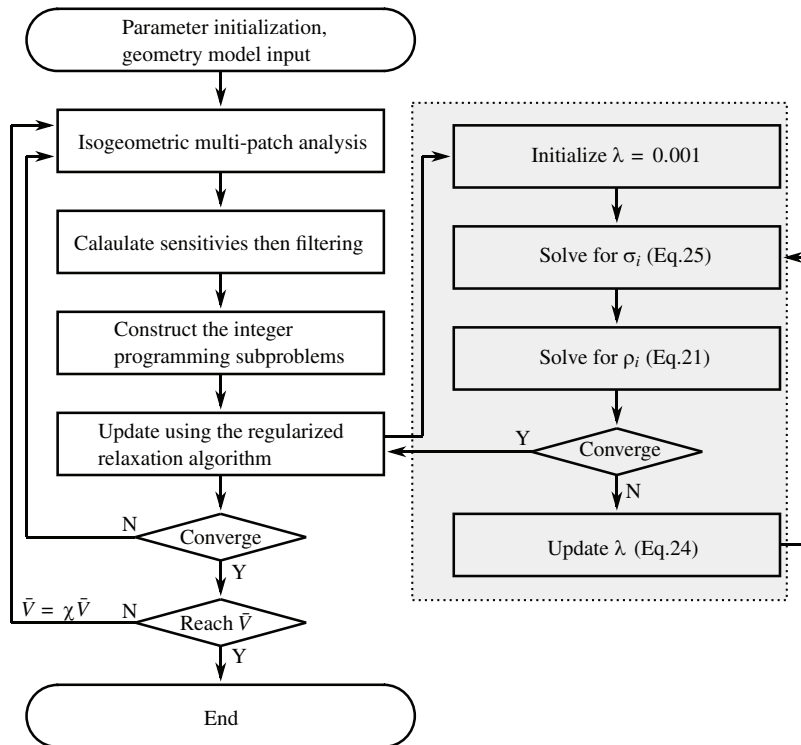 Parameter initialization,
geometry model input
Isogeometric multi-patch analysis
Calaulate sensitivies then filtering
Construct the integer
programming subproblems
Update using the regularized
relaxation algorithm
N
Converge
Y
V̄ = χV̄
N
Reach V̄
Y
End
Initialize λ = 0.001
Solve for σᵢ (Eq.25)
Solve for ρᵢ (Eq.21)
Y
Converge
N
Update λ (Eq.24)